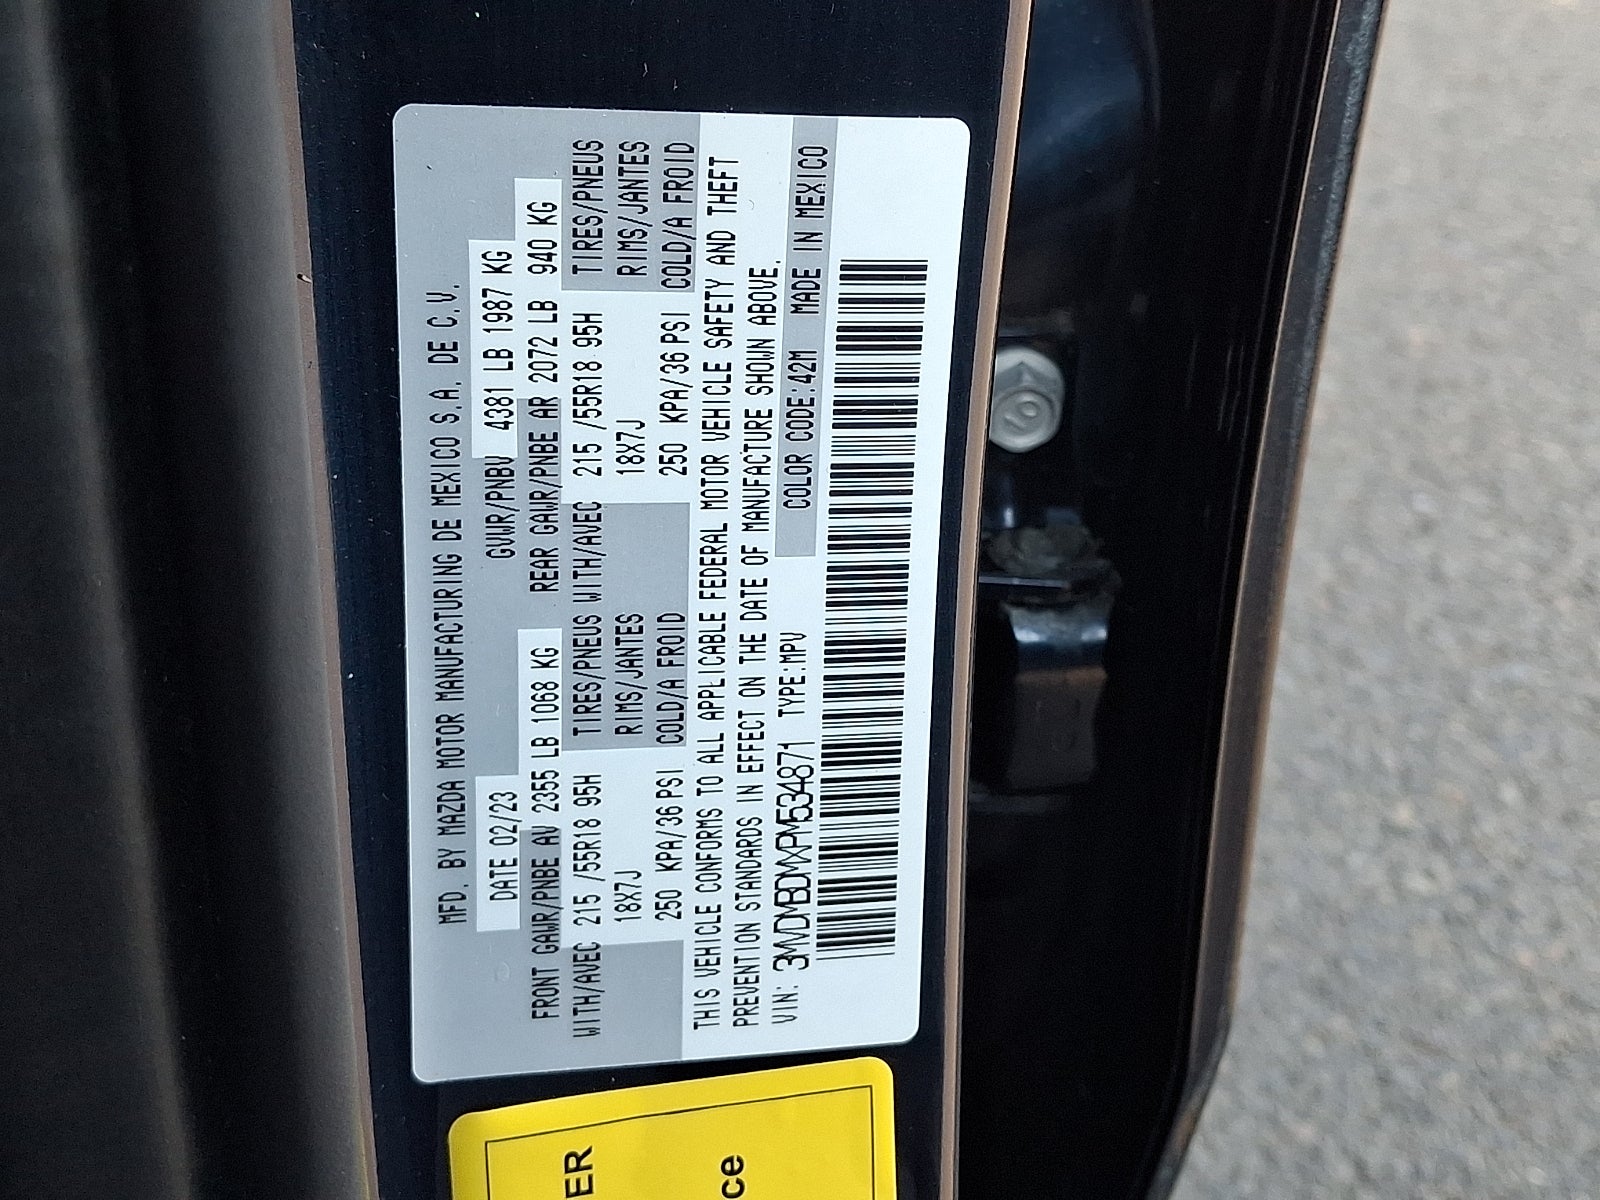 MFD. BY MAZDA MOTOR MANUFACTURING DE MEXICO S.A. DE C.V.
DATE 02/23 GVWR/PNBV 4381 LB 1987 KG
FRONT GAWR/PNBE AV 2355 LB 1068 KG REAR GAWR/PNBE AR 2072 LB 940 KG
WITH/AVEC 215 /55R18 95H TIRES/PNEUS WITH/AVEC 215 /55R18 95H TIRES/PNEUS
18X7J RIMS/JANTES 18X7J RIMS/JANTES
250 KPA/36 PSI COLD/A FROID 250 KPA/36 PSI COLD/A FROID
THIS VEHICLE CONFORMS TO ALL APPLICABLE FEDERAL MOTOR VEHICLE SAFETY AND THEFT
PREVENTION STANDARDS IN EFFECT ON THE DATE OF MANUFACTURE SHOWN ABOVE.
VIN: 3MVDMBDMXPM534871 TYPE:MPV COLOR CODE:42M MADE IN MEXICO
ER
ce
9